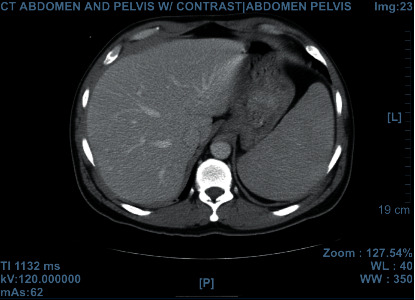 CT ABDOMEN AND PELVIS W/ CONTRAST|ABDOMEN PELVIS Img:23
[L]
19 cm
Zoom : 127.54%
TI 1132 ms WL : 40
kV:120.000000 WW : 350
mAs:62 [P]